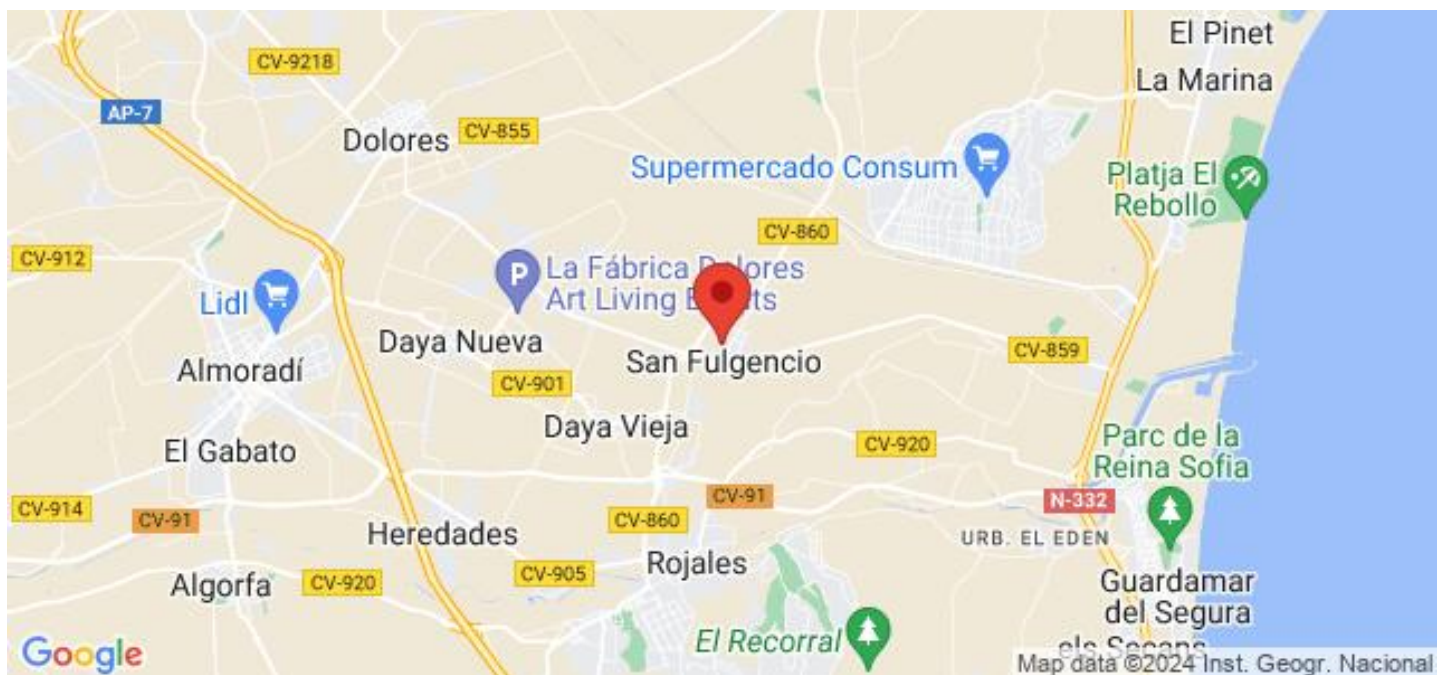 El Pinet
CV-9218
La Marina
AP-7
CV-855
Dolores
Supermercado Consum
Platja El
Rebollo
CV-860
CV-912
P
La Fábrica Dolores
Art Living Events
Lidl
Daya Nueva
CV-859
San Fulgencio
Almoradí
CV-901
Daya Vieja
Parc de la
Reina Sofia
CV-920
El Gabato
CV-91
N-332
CV-914
CV-91
CV-860
Heredades
URB. EL EDEN
Rojales
CV-905
CV-920
Algorfa
Guardamar
del Segura
El Recorral
els Secans
Google
Map data ©2024 Inst. Geogr. Nacional